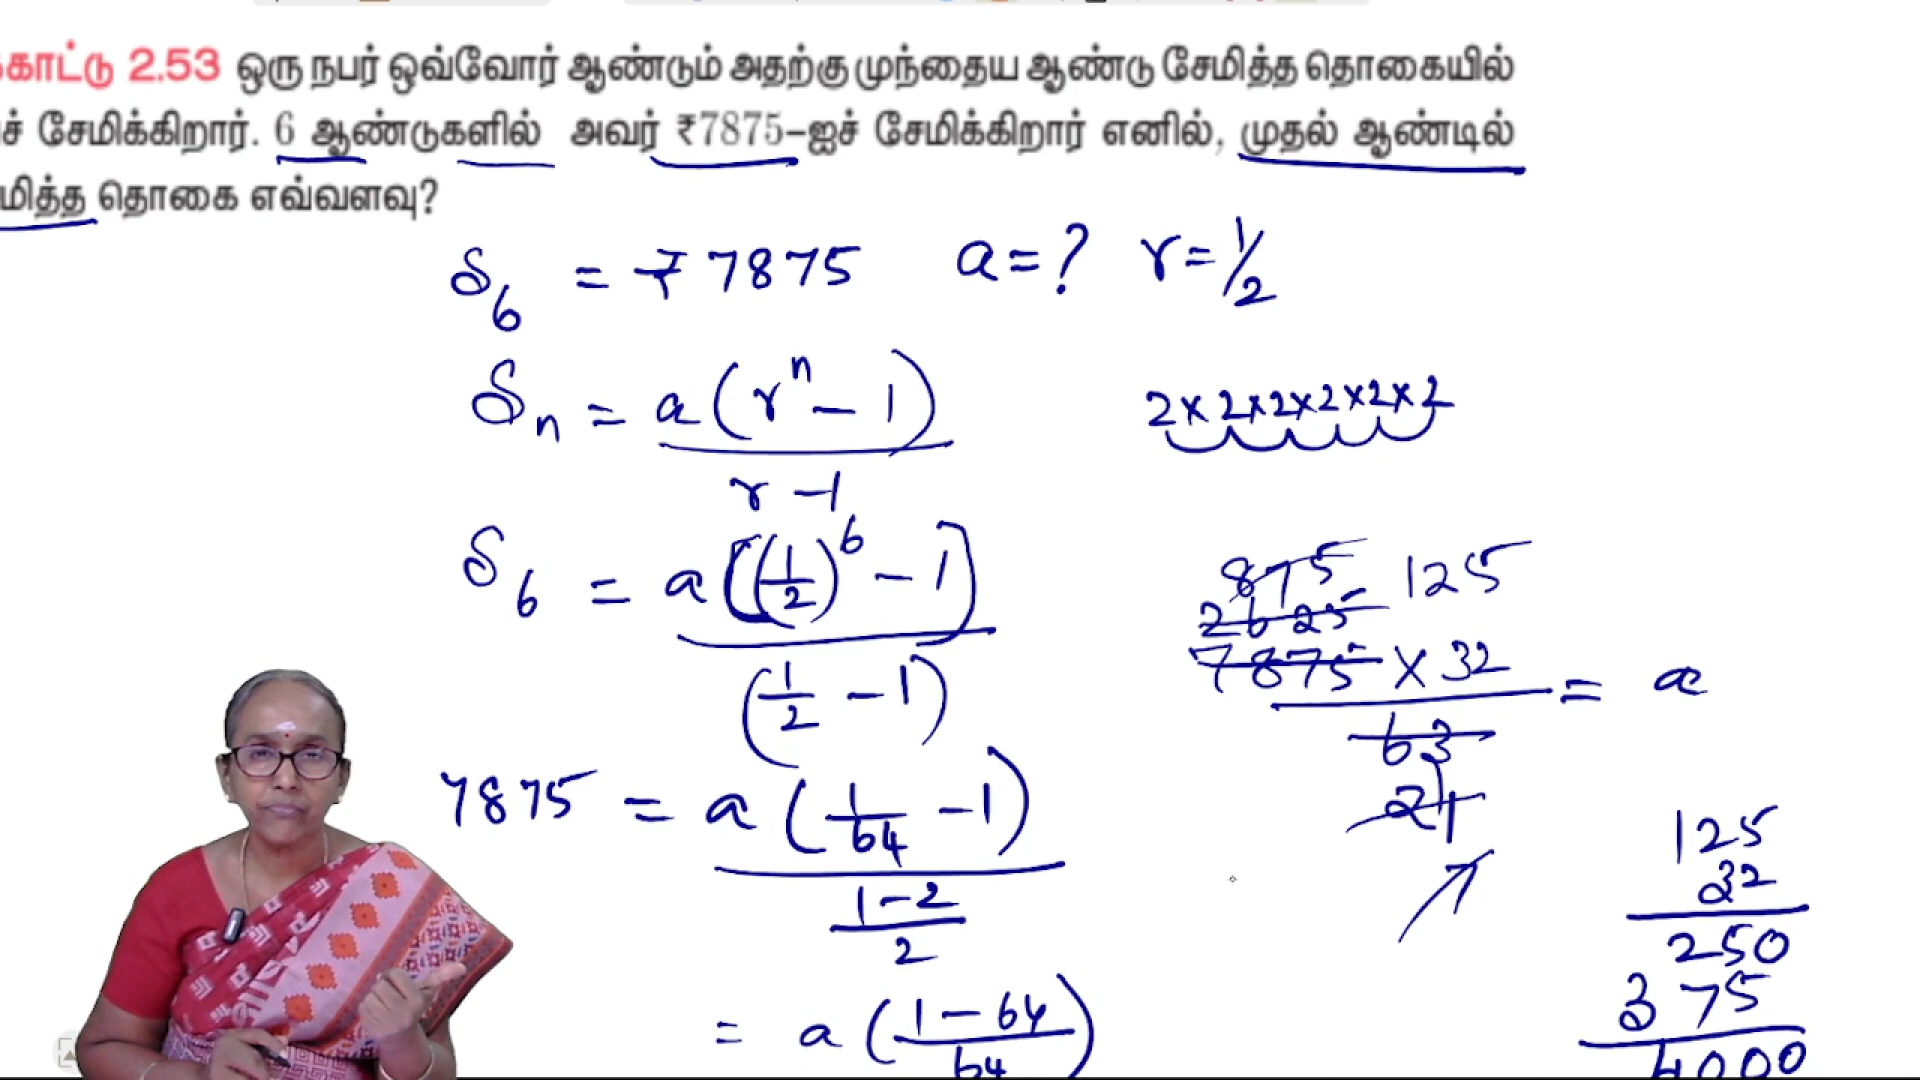 காட்டு 2.53 ஒரு நபர் ஒவ்வோர் ஆண்டும் அதற்கு முந்தைய ஆண்டு சேமித்த தொகையில்
ச் சேமிக்கிறார். 6 ஆண்டுகளில் அவர் ₹7875-ஐச் சேமிக்கிறார் எனில், முதல் ஆண்டில்
மித்த தொகை எவ்வளவு?
S₆ = ₹ 7875 a = ? r = 1/2
Sₙ = a(rⁿ - 1)
r - 1
2×2×2×2×2×2
S₆ = a((1/2)⁶ - 1)
(1/2 - 1)
7875 = a(1/64 - 1)
1-2
2
= a(1-64
64)
875 125
2625
7875 × 32 = a
63
21
125
32
250
375
4000